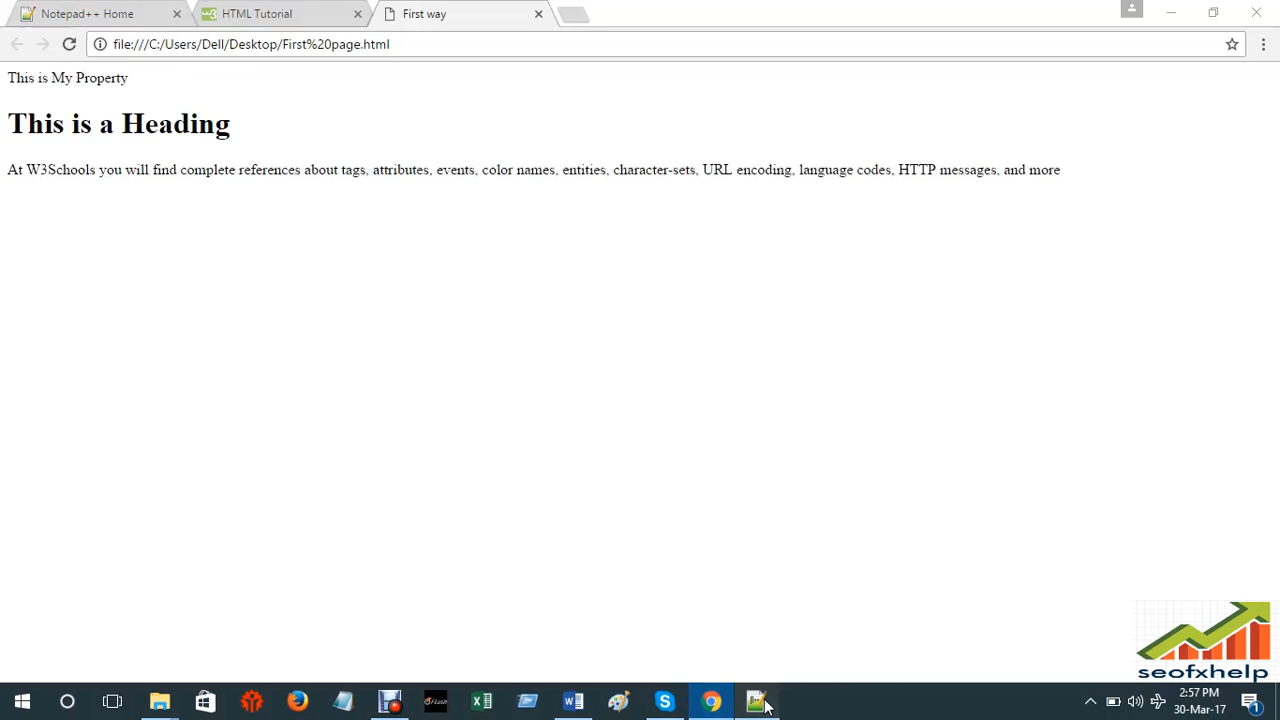 Notepad++ Home
HTML Tutorial
First way
file:///C:/Users/Dell/Desktop/First%20page.html
This is My Property
This is a Heading
At W3Schools you will find complete references about tags, attributes, events, color names, entities, character-sets, URL encoding, language codes, HTTP messages, and more
seofxhelp
2:57 PM
30-Mar-17